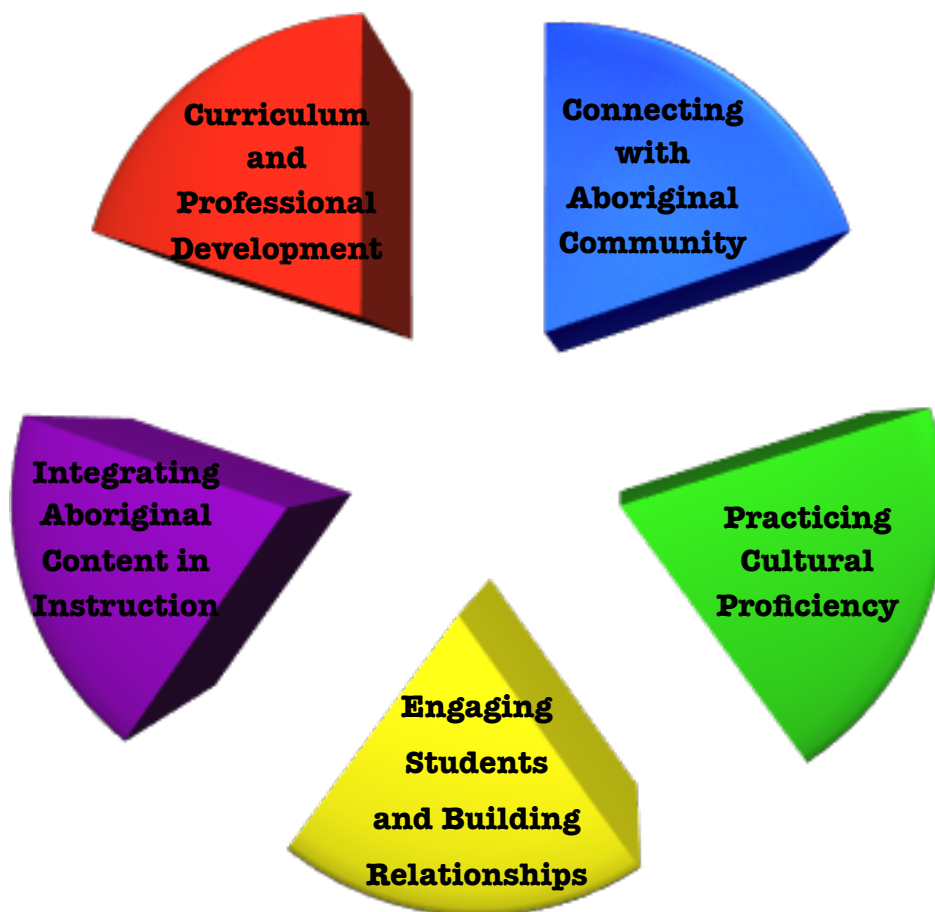 Curriculum
and
Professional
Development
Connecting
with
Aboriginal
Community
Integrating
Aboriginal
Content in
Instruction
Practicing
Cultural
Proficiency
Engaging
Students
and Building
Relationships